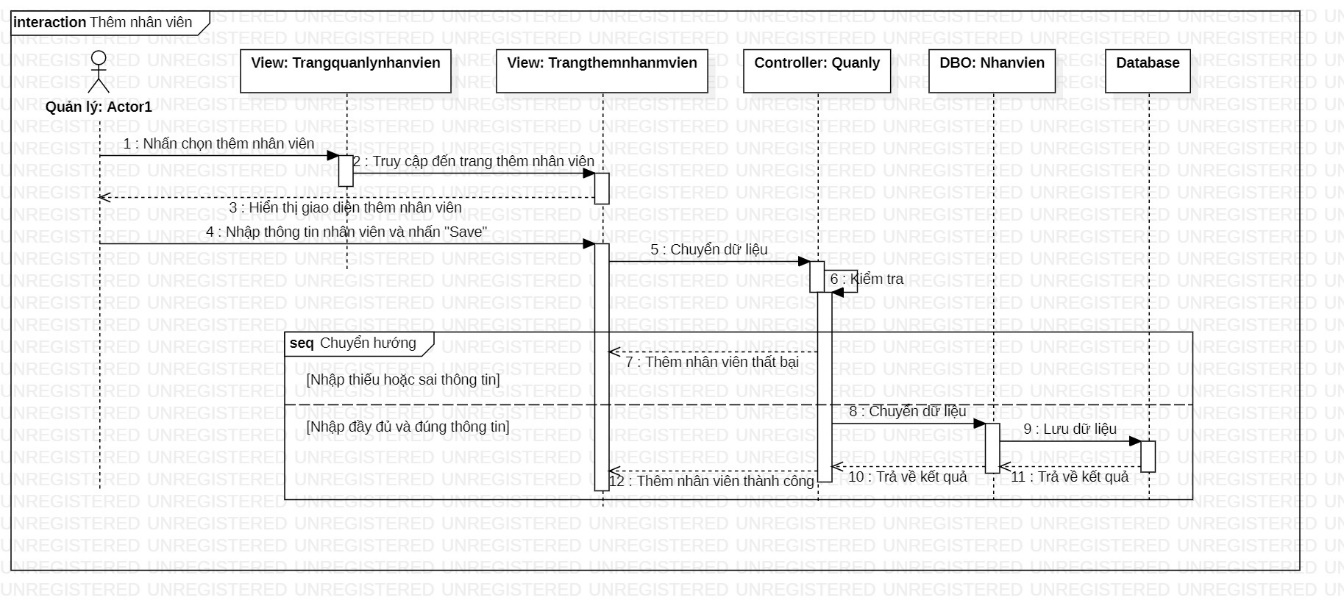 interaction Thêm nhân viên
Quản lý: Actor1
View: Trangquanlynhanvien
View: Trangthemnhanmvien
Controller: Quanly
DBO: Nhanvien
Database
1 : Nhấn chọn thêm nhân viên
2 : Truy cập đến trang thêm nhân viên
3 : Hiển thị giao diện thêm nhân viên
4 : Nhập thông tin nhân viên và nhấn "Save"
5 : Chuyển dữ liệu
6 : Kiểm tra
seq Chuyển hướng
7 : Thêm nhân viên thất bại
[Nhập thiếu hoặc sai thông tin]
8 : Chuyển dữ liệu
[Nhập đầy đủ và đúng thông tin]
9 : Lưu dữ liệu
12 : Thêm nhân viên thành công
10 : Trả về kết quả
11 : Trả về kết quả
UNREGISTERED